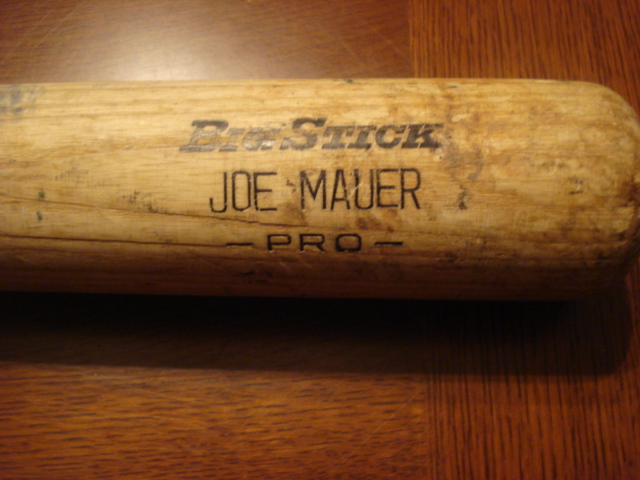 BIG STICK
JOE MAUER
- PRO -